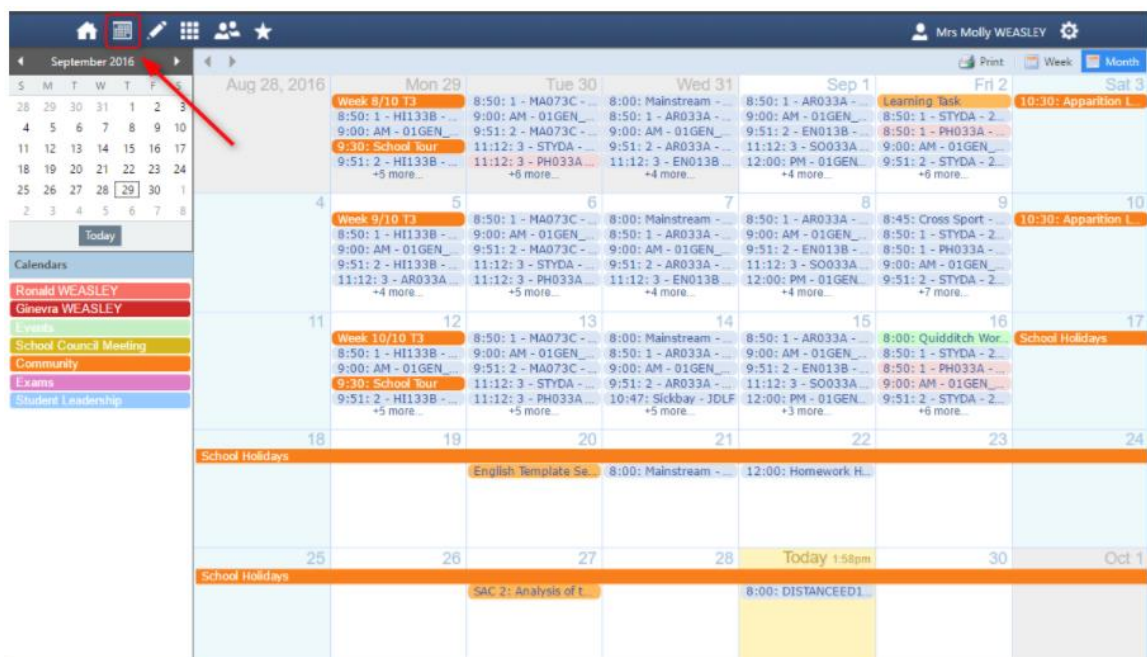 Mrs Molly WEASLEY
September 2016
Print Week Month
S M T W T F S
28 29 30 31 1 2 3
4 5 6 7 8 9 10
11 12 13 14 15 16 17
18 19 20 21 22 23 24
25 26 27 28 29 30 1
2 3 4 5 6 7 8
Today
Calendars
Ronald WEASLEY
Ginevra WEASLEY
Events
School Council Meeting
Community
Exams
Student Leadership
Aug 28, 2016 Mon 29 Tue 30 Wed 31 Sep 1 Fri 2 Sat 3
Week 8/10 T3 8:50: 1 - MA073C - ... 8:00: Mainstream - ... 8:50: 1 - AR033A - ... Learning Task 10:30: Apparition L...
8:50: 1 - HI133B - ... 9:00: AM - 01GEN_... 8:50: 1 - AR033A - ... 9:00: AM - 01GEN_... 8:50: 1 - STYDA - 2...
9:00: AM - 01GEN_... 9:51: 2 - MA073C - ... 9:00: AM - 01GEN_... 9:51: 2 - EN013B - ... 8:50: 1 - PH033A - ...
9:30: School Tour 11:12: 3 - STYDA - ... 9:51: 2 - AR033A - ... 11:12: 3 - SO033A... 9:00: AM - 01GEN_...
9:51: 2 - HI133B - ... 11:12: 3 - PH033A... 11:12: 3 - EN013B... 12:00: PM - 01GEN... 9:51: 2 - STYDA - 2...
+5 more... +6 more... +4 more... +4 more... +6 more...
4 5 6 7 8 9 10
Week 9/10 T3 8:50: 1 - MA073C - ... 8:00: Mainstream - ... 8:50: 1 - AR033A - ... 8:45: Cross Sport - ... 10:30: Apparition L...
8:50: 1 - HI133B - ... 9:00: AM - 01GEN_... 8:50: 1 - AR033A - ... 9:00: AM - 01GEN_... 8:50: 1 - STYDA - 2...
9:00: AM - 01GEN_... 9:51: 2 - MA073C - ... 9:00: AM - 01GEN_... 9:51: 2 - EN013B - ... 8:50: 1 - PH033A - ...
9:51: 2 - HI133B - ... 11:12: 3 - STYDA - ... 9:51: 2 - AR033A - ... 11:12: 3 - SO033A... 9:00: AM - 01GEN_...
11:12: 3 - AR033A... 11:12: 3 - PH033A... 11:12: 3 - EN013B... 12:00: PM - 01GEN... 9:51: 2 - STYDA - 2...
+4 more... +5 more... +4 more... +4 more... +7 more...
11 12 13 14 15 16 17
Week 10/10 T3 8:50: 1 - MA073C - ... 8:00: Mainstream - ... 8:50: 1 - AR033A - ... 8:00: Quidditch Wor... School Holidays
8:50: 1 - HI133B - ... 9:00: AM - 01GEN_... 8:50: 1 - AR033A - ... 9:00: AM - 01GEN_... 8:50: 1 - STYDA - 2...
9:00: AM - 01GEN_... 9:51: 2 - MA073C - ... 9:00: AM - 01GEN_... 9:51: 2 - EN013B - ... 8:50: 1 - PH033A - ...
9:30: School Tour 11:12: 3 - STYDA - ... 9:51: 2 - AR033A - ... 11:12: 3 - SO033A... 9:00: AM - 01GEN_...
9:51: 2 - HI133B - ... 11:12: 3 - PH033A... 10:47: Sickbay - JDLF 12:00: PM - 01GEN... 9:51: 2 - STYDA - 2...
+5 more... +5 more... +5 more... +3 more... +6 more...
18 19 20 21 22 23 24
School Holidays
English Template Se... 8:00: Mainstream - ... 12:00: Homework H...
25 26 27 28 Today 1:58pm 30 Oct 1
School Holidays
SAC 2: Analysis of t... 8:00: DISTANCEED1...